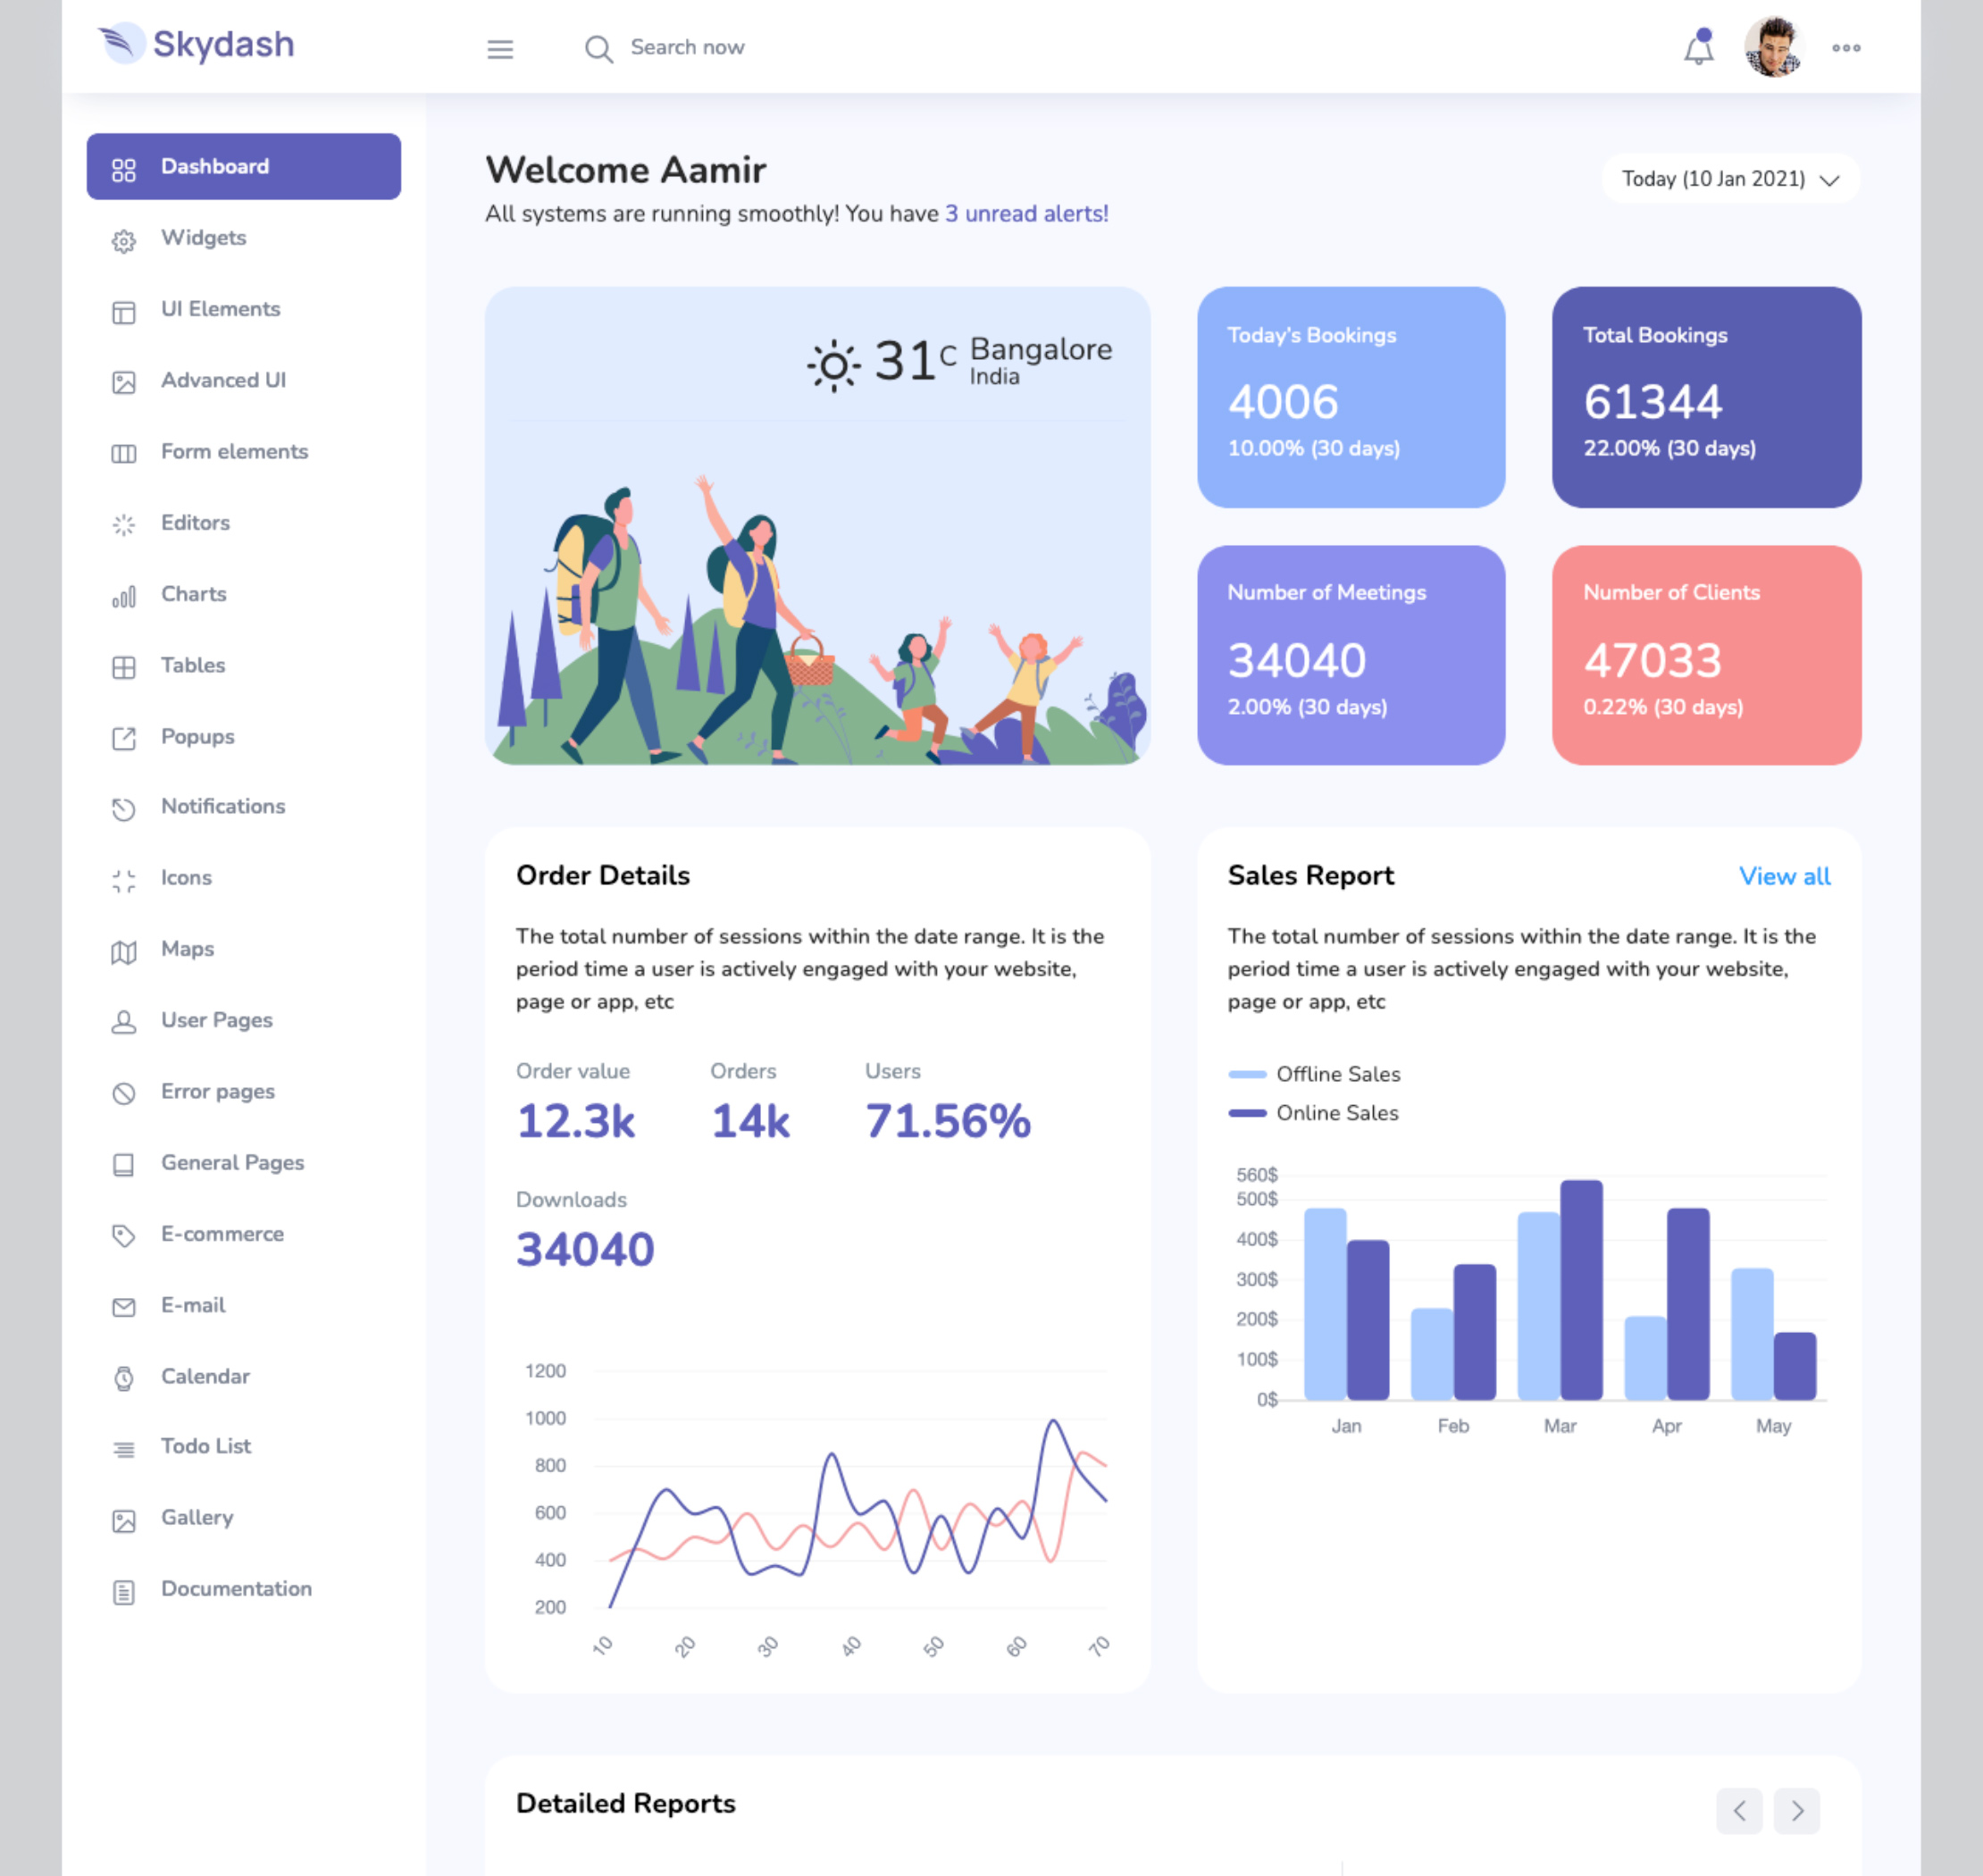 Skydash
Search now
Dashboard
Widgets
UI Elements
Advanced UI
Form elements
Editors
Charts
Tables
Popups
Notifications
Icons
Maps
User Pages
Error pages
General Pages
E-commerce
E-mail
Calendar
Todo List
Gallery
Documentation
Welcome Aamir
All systems are running smoothly! You have 3 unread alerts!
Today (10 Jan 2021)
31 C Bangalore
India
Today's Bookings
4006
10.00% (30 days)
Total Bookings
61344
22.00% (30 days)
Number of Meetings
34040
2.00% (30 days)
Number of Clients
47033
0.22% (30 days)
Order Details
The total number of sessions within the date range. It is the
period time a user is actively engaged with your website,
page or app, etc
Order value
12.3k
Orders
14k
Users
71.56%
Downloads
34040
1200
1000
800
600
400
200
10 20 30 40 50 60 70
Sales Report
View all
The total number of sessions within the date range. It is the
period time a user is actively engaged with your website,
page or app, etc
Offline Sales
Online Sales
560$
500$
400$
300$
200$
100$
0$
Jan Feb Mar Apr May
Detailed Reports